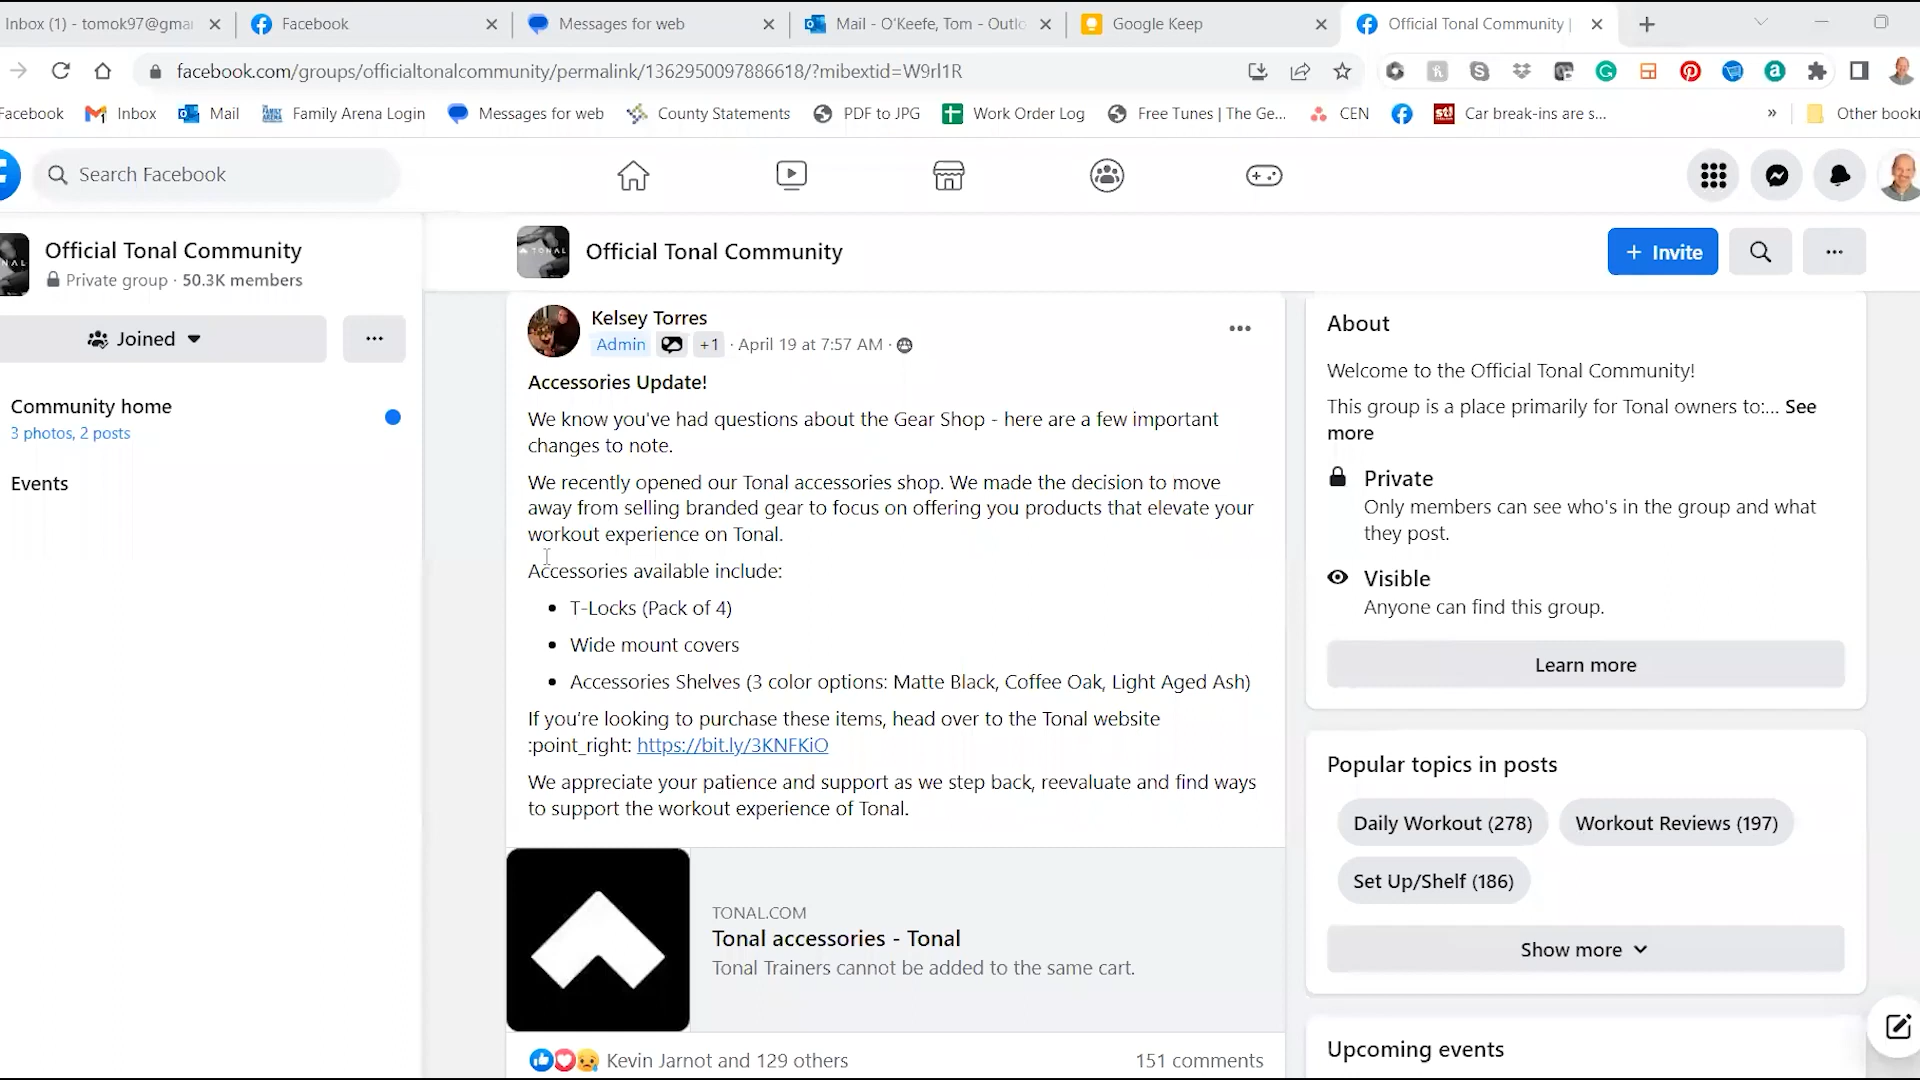 Inbox (1) - tomok97@gmai
Facebook
Messages for web
Mail - O'Keefe, Tom - Outlo
Google Keep
Official Tonal Community |
facebook.com/groups/officialtonalcommunity/permalink/1362950097886618/?mibextid=W9rl1R
Facebook
Inbox
Mail
Family Arena Login
Messages for web
County Statements
PDF to JPG
Work Order Log
Free Tunes | The Ge...
CEN
stl
Car break-ins are s...
»
Other book
Search Facebook
Official Tonal Community
Private group · 50.3K members
Joined
Community home
3 photos, 2 posts
Events
TONAL
Official Tonal Community
+ Invite
Kelsey Torres
Admin +1 · April 19 at 7:57 AM ·
Accessories Update!
We know you've had questions about the Gear Shop - here are a few important
changes to note.
We recently opened our Tonal accessories shop. We made the decision to move
away from selling branded gear to focus on offering you products that elevate your
workout experience on Tonal.
Accessories available include:
• T-Locks (Pack of 4)
• Wide mount covers
• Accessories Shelves (3 color options: Matte Black, Coffee Oak, Light Aged Ash)
If you're looking to purchase these items, head over to the Tonal website
:point_right: https://bit.ly/3KNFKiO
We appreciate your patience and support as we step back, reevaluate and find ways
to support the workout experience of Tonal.
TONAL.COM
Tonal accessories - Tonal
Tonal Trainers cannot be added to the same cart.
Kevin Jarnot and 129 others
151 comments
About
Welcome to the Official Tonal Community!
This group is a place primarily for Tonal owners to:... See
more
Private
Only members can see who's in the group and what
they post.
Visible
Anyone can find this group.
Learn more
Popular topics in posts
Daily Workout (278)
Workout Reviews (197)
Set Up/Shelf (186)
Show more
Upcoming events